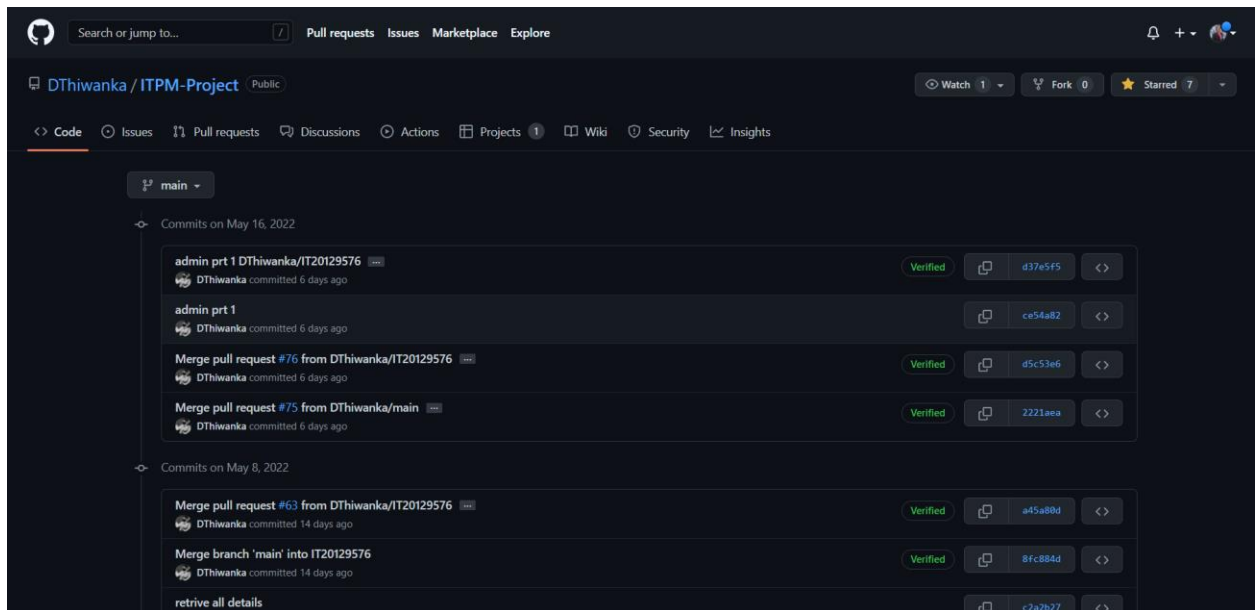 Search or jump to... / Pull requests Issues Marketplace Explore
DThiwanka / ITPM-Project Public Watch 1 Fork 0 Starred 7
Code Issues Pull requests Discussions Actions Projects 1 Wiki Security Insights
main
Commits on May 16, 2022
admin prt 1 DThiwanka/IT20129576 ...
DThiwanka committed 6 days ago
Verified d37e5f5
admin prt 1
DThiwanka committed 6 days ago
ce54a82
Merge pull request #76 from DThiwanka/IT20129576 ...
DThiwanka committed 6 days ago
Verified d5c53e6
Merge pull request #75 from DThiwanka/main ...
DThiwanka committed 6 days ago
Verified 2221aea
Commits on May 8, 2022
Merge pull request #63 from DThiwanka/IT20129576 ...
DThiwanka committed 14 days ago
Verified a45a80d
Merge branch 'main' into IT20129576
DThiwanka committed 14 days ago
Verified 8fc884d
retrive all details
c2a2b27